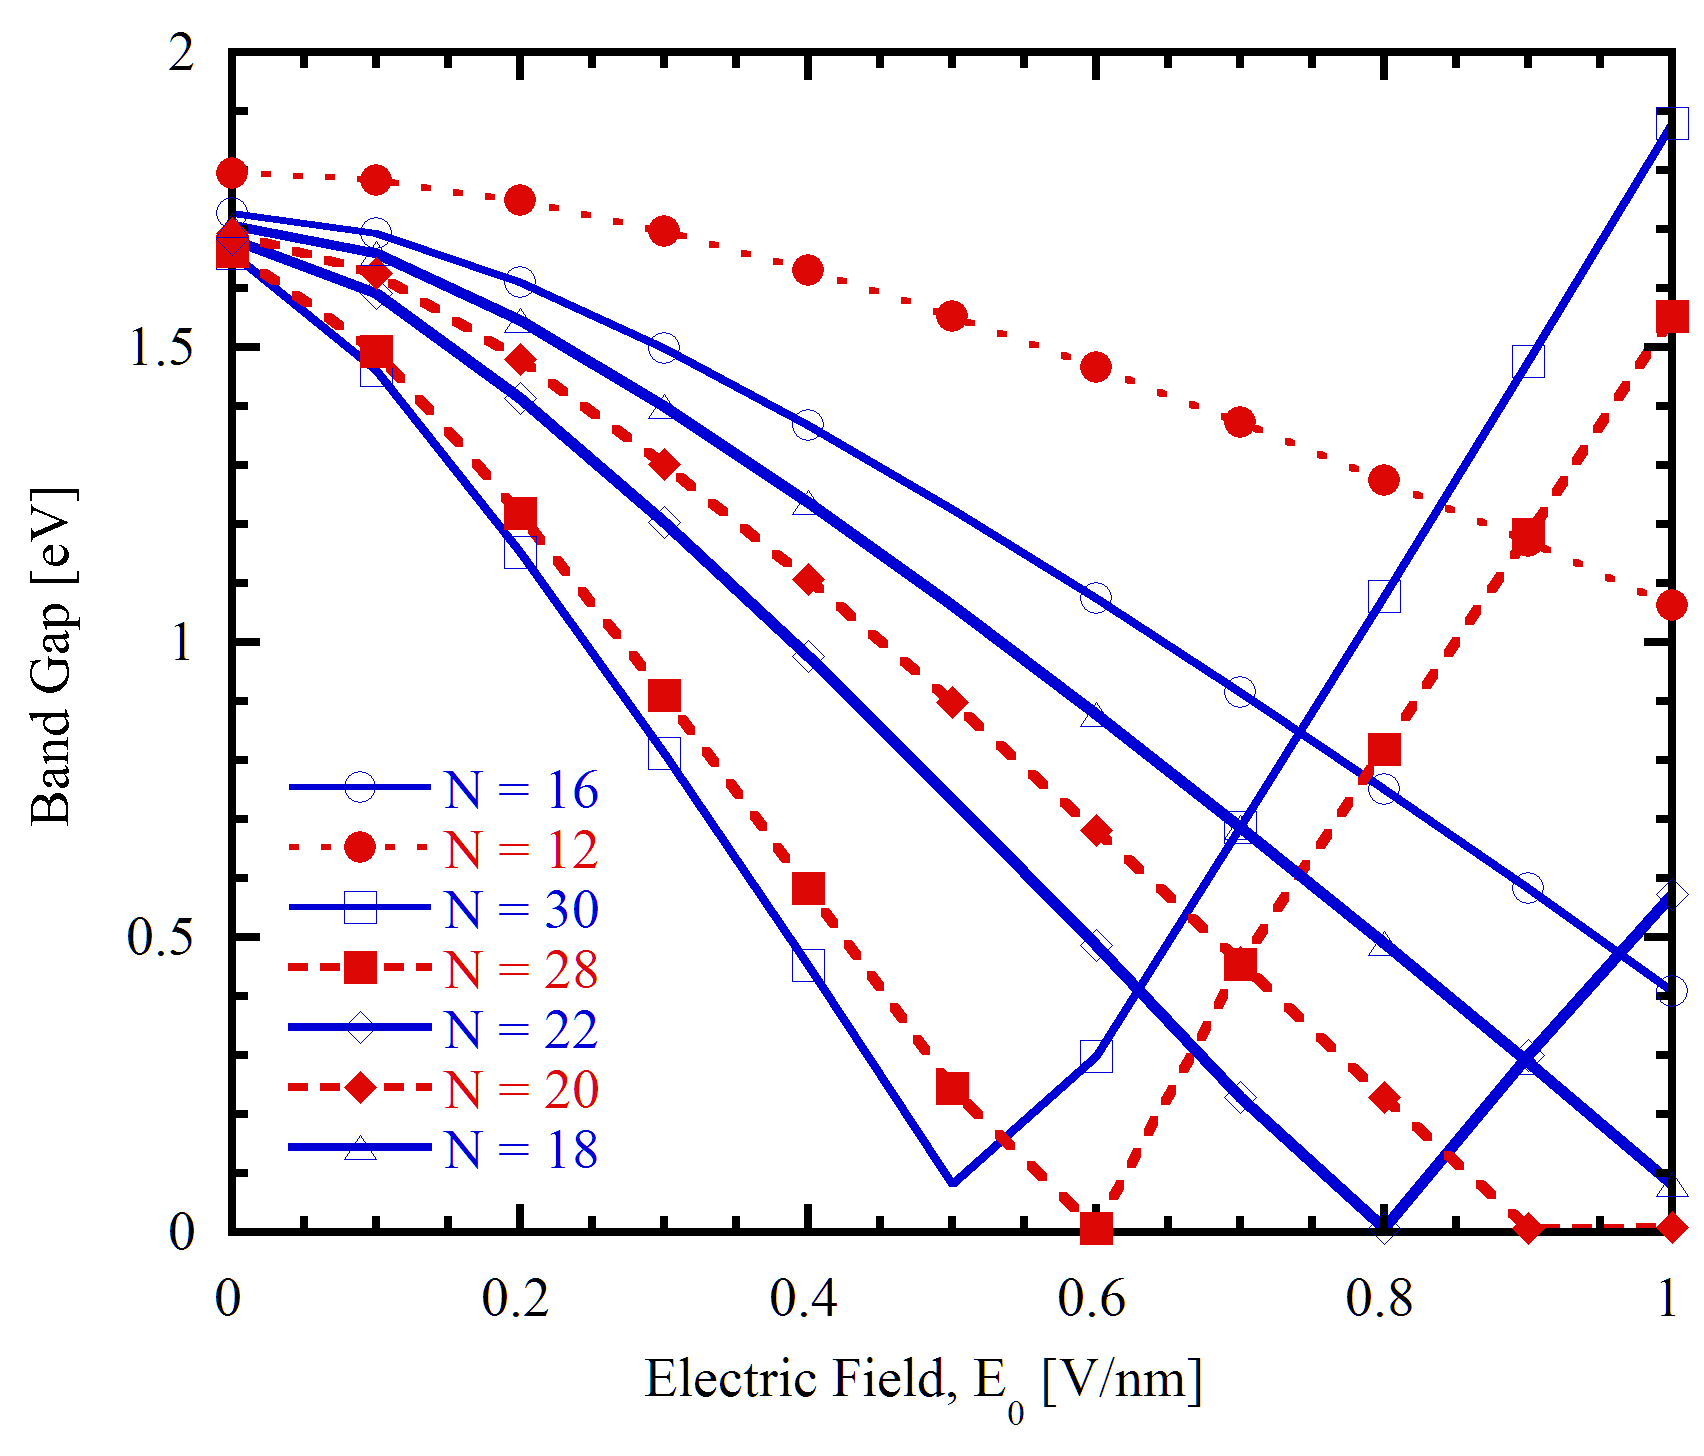 2
1.5
1
0.5
0
Band Gap [eV]
N = 16
N = 12
N = 30
N = 28
N = 22
N = 20
N = 18
0 0.2 0.4 0.6 0.8 1
Electric Field, E0 [V/nm]